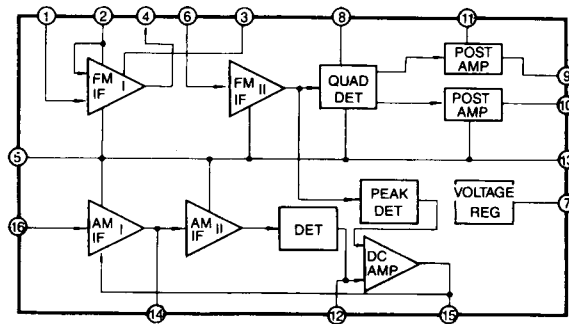 1 2 4 6 3 8 11
FM I
IF
FM II
IF
QUAD
DET
POST
AMP
9
POST
AMP
10
5
13
16
AM I
IF
AM II
IF
DET
PEAK
DET
VOLTAGE
REG
7
DC
AMP
14
12
15